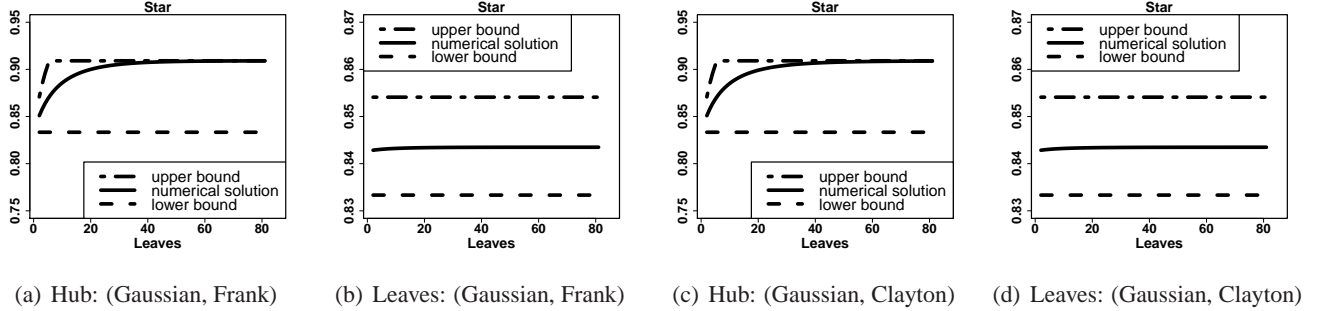 Star
0.75 0.80 0.85 0.90 0.95
upper bound
numerical solution
lower bound
0 20 40 60 80
Leaves
(a) Hub: (Gaussian, Frank)
Star
0.83 0.84 0.85 0.86 0.87
upper bound
numerical solution
lower bound
0 20 40 60 80
Leaves
(b) Leaves: (Gaussian, Frank)
Star
0.75 0.80 0.85 0.90 0.95
upper bound
numerical solution
lower bound
0 20 40 60 80
Leaves
(c) Hub: (Gaussian, Clayton)
Star
0.83 0.84 0.85 0.86 0.87
upper bound
numerical solution
lower bound
0 20 40 60 80
Leaves
(d) Leaves: (Gaussian, Clayton)